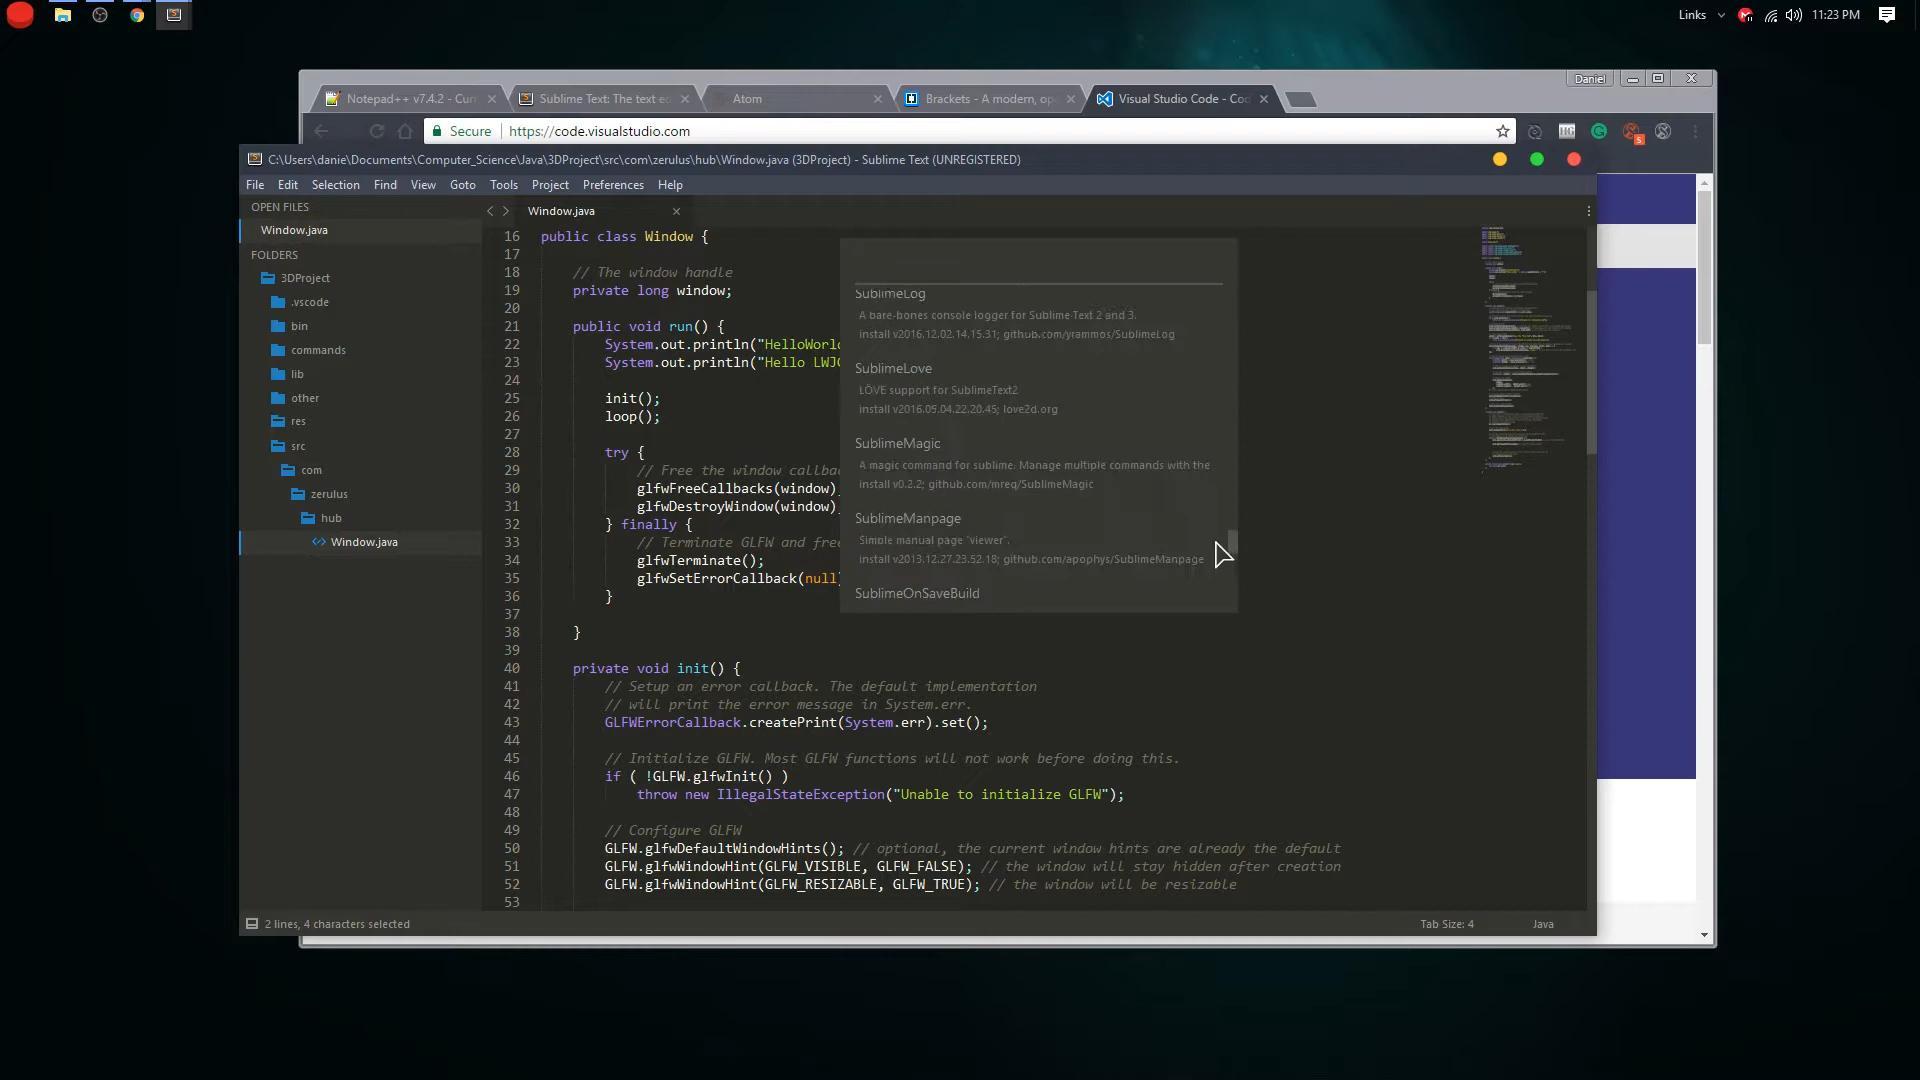 Links
11:23 PM
Daniel
Notepad++ v7.4.2 - Curr
Sublime Text: The text ed
Atom
Brackets - A modern, ope
Visual Studio Code - Cod
Secure
https://code.visualstudio.com
C:\Users\danie\Documents\Computer_Science\Java\3DProject\src\com\zerulus\hub\Window.java (3DProject) - Sublime Text (UNREGISTERED)
File Edit Selection Find View Goto Tools Project Preferences Help
OPEN FILES
Window.java
FOLDERS
3DProject
.vscode
bin
commands
lib
other
res
src
com
zerulus
hub
Window.java
Window.java
16 public class Window {
17
18 // The window handle
19 private long window;
20
21 public void run() {
22 System.out.println("HelloWorld
23 System.out.println("Hello LWJG
24
25 init();
26 loop();
27
28 try {
29 // Free the window callba
30 glfwFreeCallbacks(window)
31 glfwDestroyWindow(window)
32 } finally {
33 // Terminate GLFW and free
34 glfwTerminate();
35 glfwSetErrorCallback(null)
36 }
37
38 }
39
40 private void init() {
41 // Setup an error callback. The default implementation
42 // will print the error message in System.err.
43 GLFWErrorCallback.createPrint(System.err).set();
44
45 // Initialize GLFW. Most GLFW functions will not work before doing this.
46 if ( !GLFW.glfwInit() )
47 throw new IllegalStateException("Unable to initialize GLFW");
48
49 // Configure GLFW
50 GLFW.glfwDefaultWindowHints(); // optional, the current window hints are already the default
51 GLFW.glfwWindowHint(GLFW_VISIBLE, GLFW_FALSE); // the window will stay hidden after creation
52 GLFW.glfwWindowHint(GLFW_RESIZABLE, GLFW_TRUE); // the window will be resizable
53
SublimeLog
A bare-bones console logger for Sublime Text 2 and 3.
install v2016.12.02.14.15.31; github.com/yrammos/SublimeLog
SublimeLove
LÖVE support for SublimeText2
install v2016.05.04.22.20.45; love2d.org
SublimeMagic
A magic command for sublime. Manage multiple commands with the
install v0.2.2; github.com/mreq/SublimeMagic
SublimeManpage
Simple manual page "viewer".
install v2013.12.27.23.52.18; github.com/apophys/SublimeManpage
SublimeOnSaveBuild
2 lines, 4 characters selected
Tab Size: 4
Java